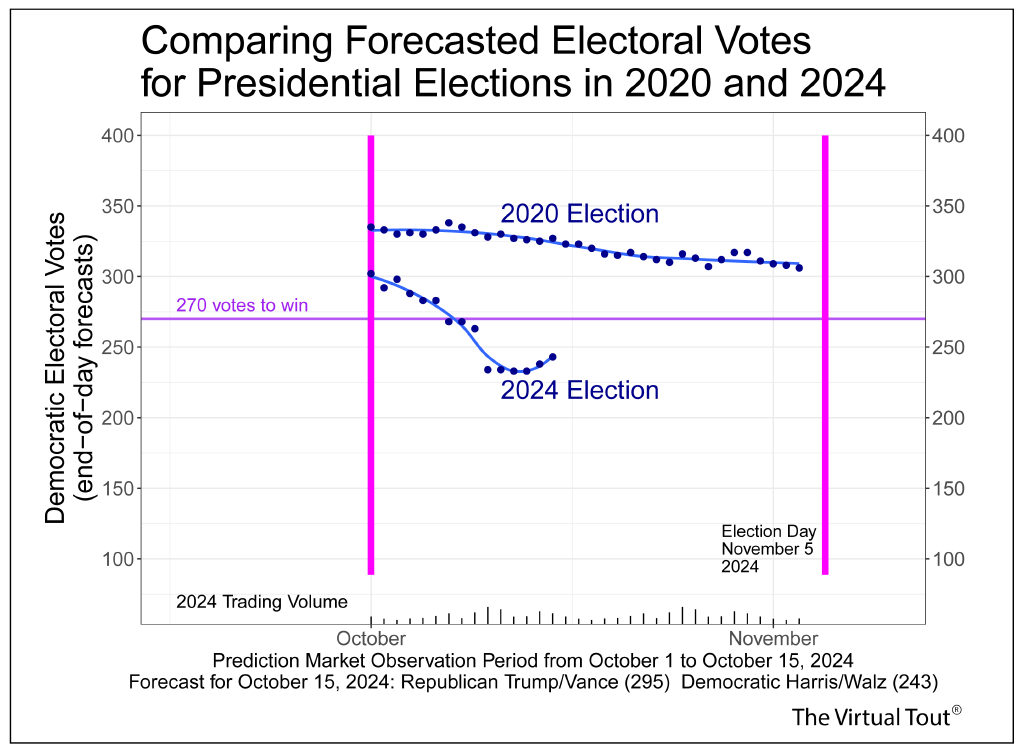 Comparing Forecasted Electoral Votes
for Presidential Elections in 2020 and 2024
Democratic Electoral Votes
(end−of−day forecasts)
400
350
300
250
200
150
100
400
350
300
250
200
150
100
2020 Election
270 votes to win
2024 Election
Election Day
November 5
2024
2024 Trading Volume
October
November
Prediction Market Observation Period from October 1 to October 15, 2024
Forecast for October 15, 2024: Republican Trump/Vance (295)  Democratic Harris/Walz (243)
The Virtual Tout®